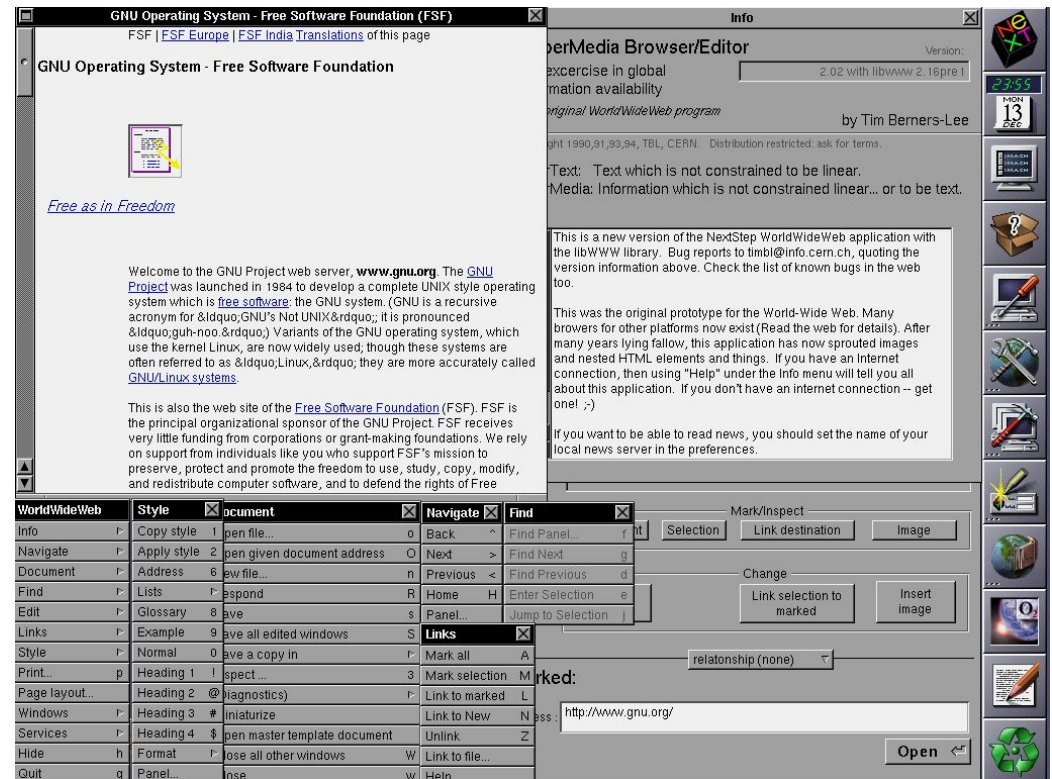 GNU Operating System - Free Software Foundation (FSF)
FSF | FSF Europe | FSF India Translations of this page
GNU Operating System - Free Software Foundation
Free as in Freedom
Welcome to the GNU Project web server, www.gnu.org. The GNU
Project was launched in 1984 to develop a complete UNIX style operating
system which is free software: the GNU system. (GNU is a recursive
acronym for &ldquo;GNU's Not UNIX&rdquo;; it is pronounced
&ldquo;guh-noo.&rdquo;) Variants of the GNU operating system, which
use the kernel Linux, are now widely used; though these systems are
often referred to as &ldquo;Linux,&rdquo; they are more accurately called
GNU/Linux systems.
This is also the web site of the Free Software Foundation (FSF). FSF is
the principal organizational sponsor of the GNU Project. FSF receives
very little funding from corporations or grant-making foundations. We rely
on support from individuals like you who support FSF's mission to
preserve, protect and promote the freedom to use, study, copy, modify,
and redistribute computer software, and to defend the rights of Free
Info
perMedia Browser/Editor
Version:
excercise in global
2.02 with libwww 2.16pre1
rmation availability
original WorldWideWeb program
by Tim Berners-Lee
ght 1990,91,93,94, TBL, CERN. Distribution restricted: ask for terms.
rText: Text which is not constrained to be linear.
rMedia: Information which is not constrained linear... or to be text.
This is a new version of the NextStep WorldWideWeb application with
the libWWW library. Bug reports to timbl@info.cern.ch, quoting the
version information above. Check the list of known bugs in the web
too.
This was the original prototype for the World-Wide Web. Many
browers for other platforms now exist (Read the web for details). After
many years lying fallow, this application has now sprouted images
and nested HTML elements and things. If you have an Internet
connection, then using "Help" under the Info menu will tell you all
about this application. If you don't have an internet connection -- get
one! ;-)
If you want to be able to read news, you should set the name of your
local news server in the preferences.
NeXT
23:55
MON
13
DEC
WorldWideWeb
Info
Navigate
Document
Find
Edit
Links
Style
Print... p
Page layout...
Windows
Services
Hide h
Quit q
Style
Copy style 1
Apply style 2
Address 6
Lists
Glossary 8
Example 9
Normal 0
Heading 1 !
Heading 2 @
Heading 3 #
Heading 4 $
Format
Panel...
ocument
pen file... o
pen given document address O
ew file... n
espond R
ave s
ave all edited windows S
ave a copy in
spect ... 3
iagnostics)
iniaturize
pen master template document
lose all other windows W
lose w
Navigate
Back ^
Next >
Previous <
Home H
Panel...
Find
Find Panel... f
Find Next g
Find Previous d
Enter Selection e
Jump to Selection j
Links
Mark all A
Mark selection M
Link to marked L
Link to New N
Unlink Z
Link to file...
Help
Mark/Inspect
Selection
Link destination
Image
Change
Link selection to
marked
Insert
image
relationship (none)
rked:
ess : http://www.gnu.org/
Open